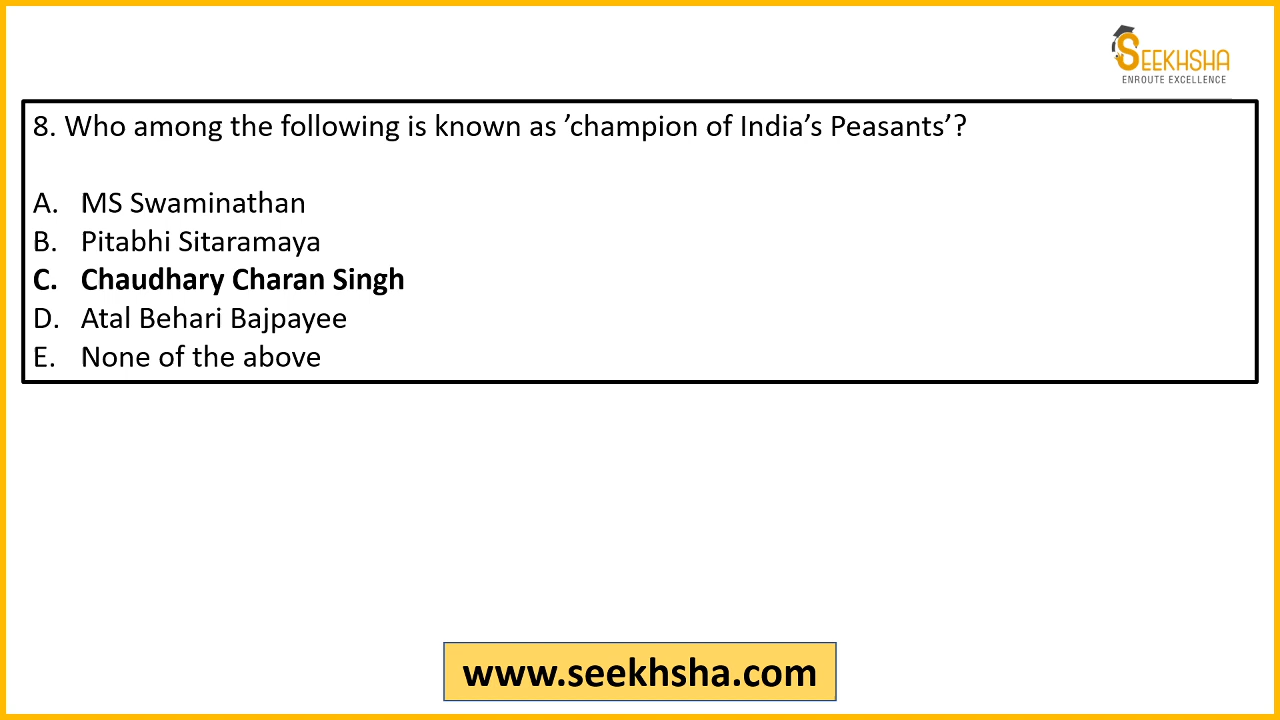 SEEKHSHA
ENROUTE EXCELLENCE
8. Who among the following is known as ’champion of India’s Peasants’?
A. MS Swaminathan
B. Pitabhi Sitaramaya
C. Chaudhary Charan Singh
D. Atal Behari Bajpayee
E. None of the above
www.seekhsha.com